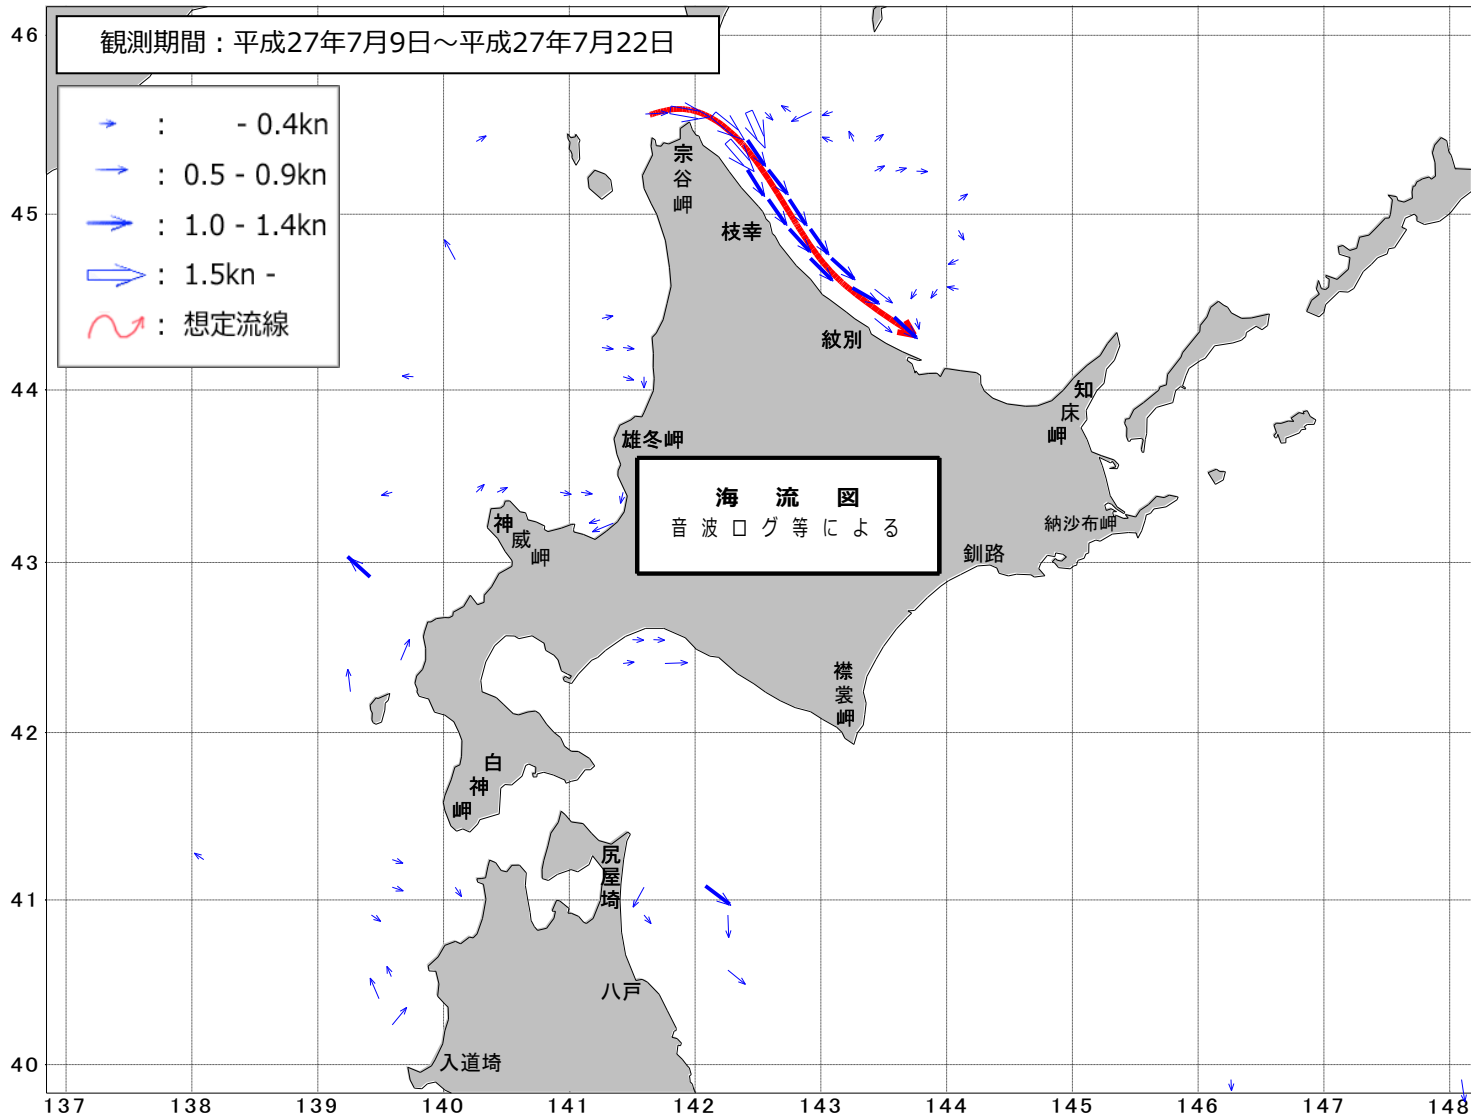 46
観測期間：平成27年7月9日～平成27年7月22日
： - 0.4kn
： 0.5 - 0.9kn
： 1.0 - 1.4kn
： 1.5kn -
： 想定流線
宗谷岬
45
枝幸
紋別
44
知床岬
雄冬岬
海 流 図
音 波 ロ グ 等 に よ る
神威岬
納沙布岬
43
釧路
襟裳岬
42
白神岬
尻屋埼
41
八戸
40
入道埼
137 138 139 140 141 142 143 144 145 146 147 148